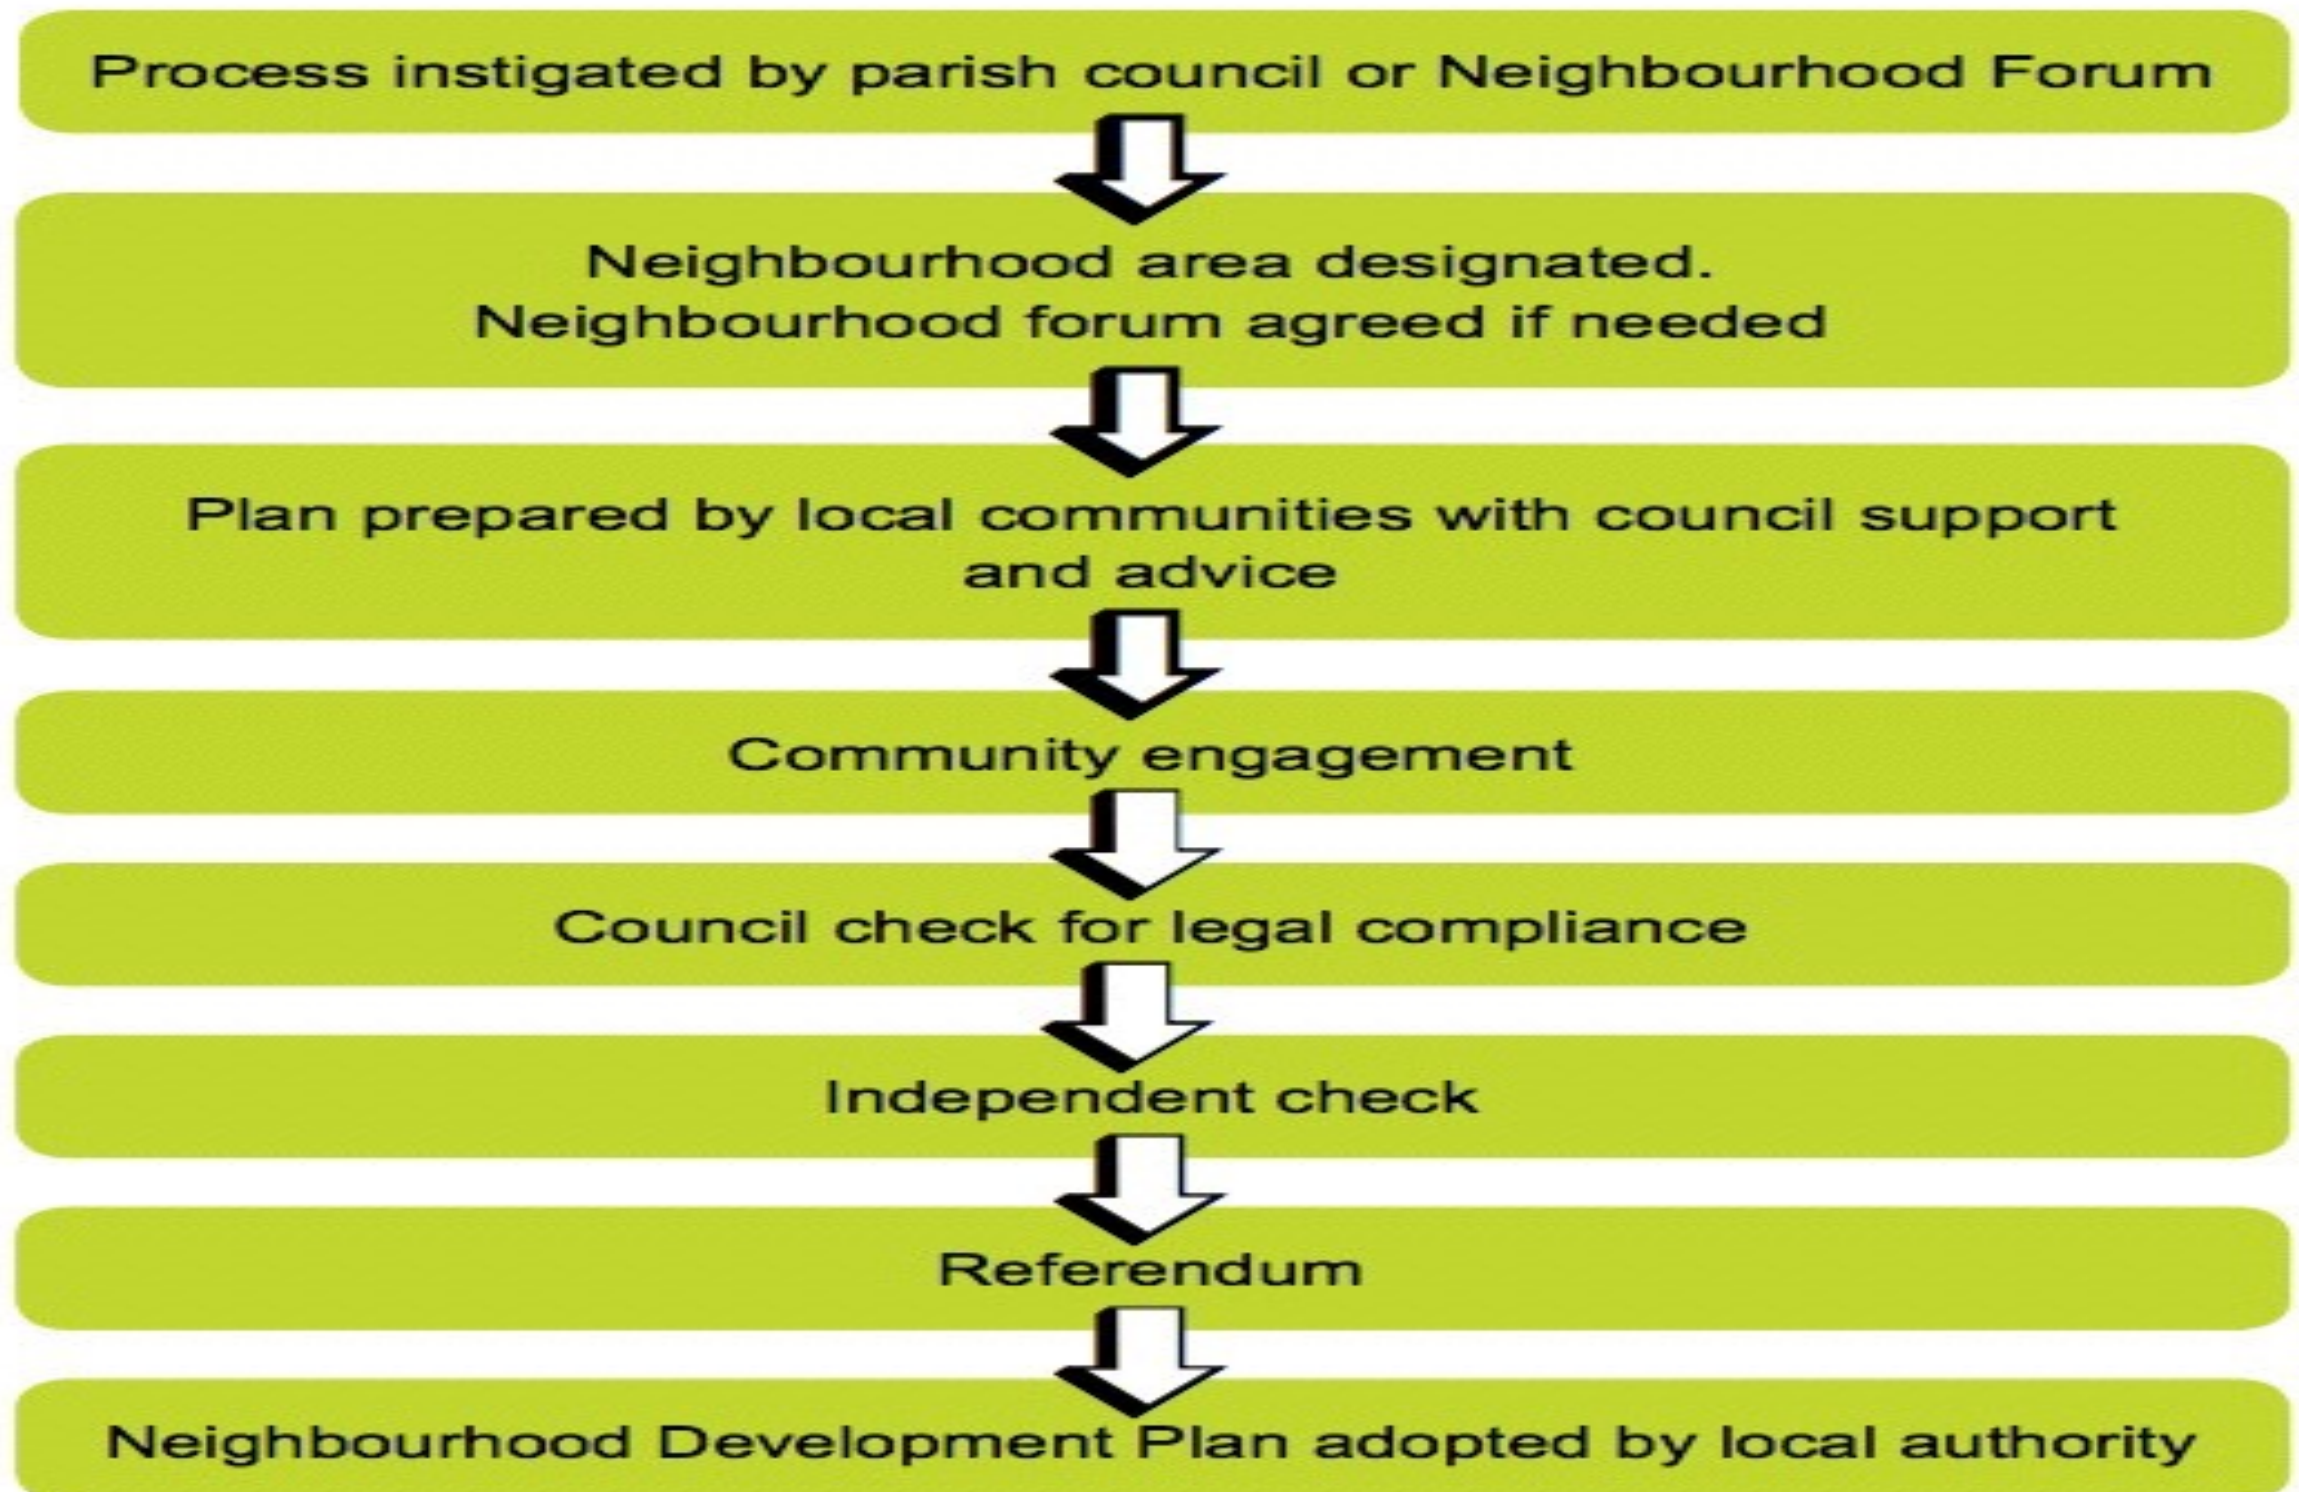 Process instigated by parish council or Neighbourhood Forum
Neighbourhood area designated.
Neighbourhood forum agreed if needed
Plan prepared by local communities with council support
and advice
Community engagement
Council check for legal compliance
Independent check
Referendum
Neighbourhood Development Plan adopted by local authority